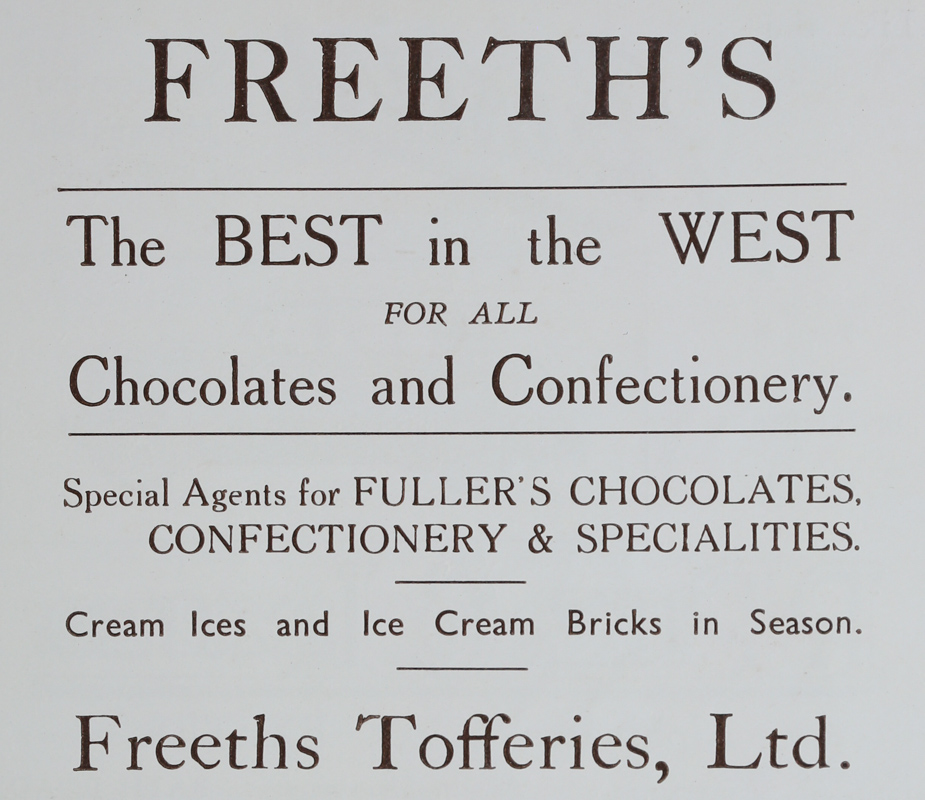 FREETH'S
The BEST in the WEST
FOR ALL
Chocolates and Confectionery.
Special Agents for FULLER'S CHOCOLATES,
CONFECTIONERY & SPECIALITIES.
Cream Ices and Ice Cream Bricks in Season.
Freeths Tofferies, Ltd.